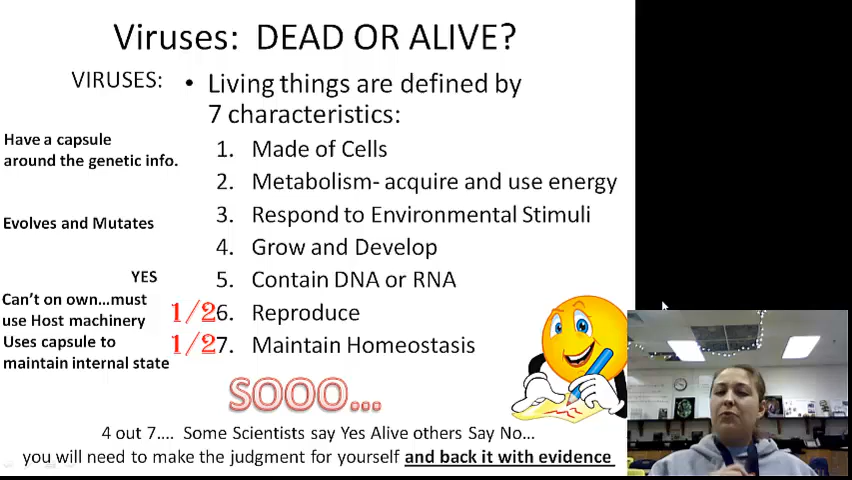 Viruses: DEAD OR ALIVE?
VIRUSES:
• Living things are defined by
7 characteristics:
Have a capsule
around the genetic info.
1. Made of Cells
2. Metabolism- acquire and use energy
Evolves and Mutates
3. Respond to Environmental Stimuli
4. Grow and Develop
YES
5. Contain DNA or RNA
Can't on own...must
use Host machinery
1/2 6. Reproduce
Uses capsule to
maintain internal state
1/2 7. Maintain Homeostasis
SOOO...
4 out 7.... Some Scientists say Yes Alive others Say No...
you will need to make the judgment for yourself and back it with evidence